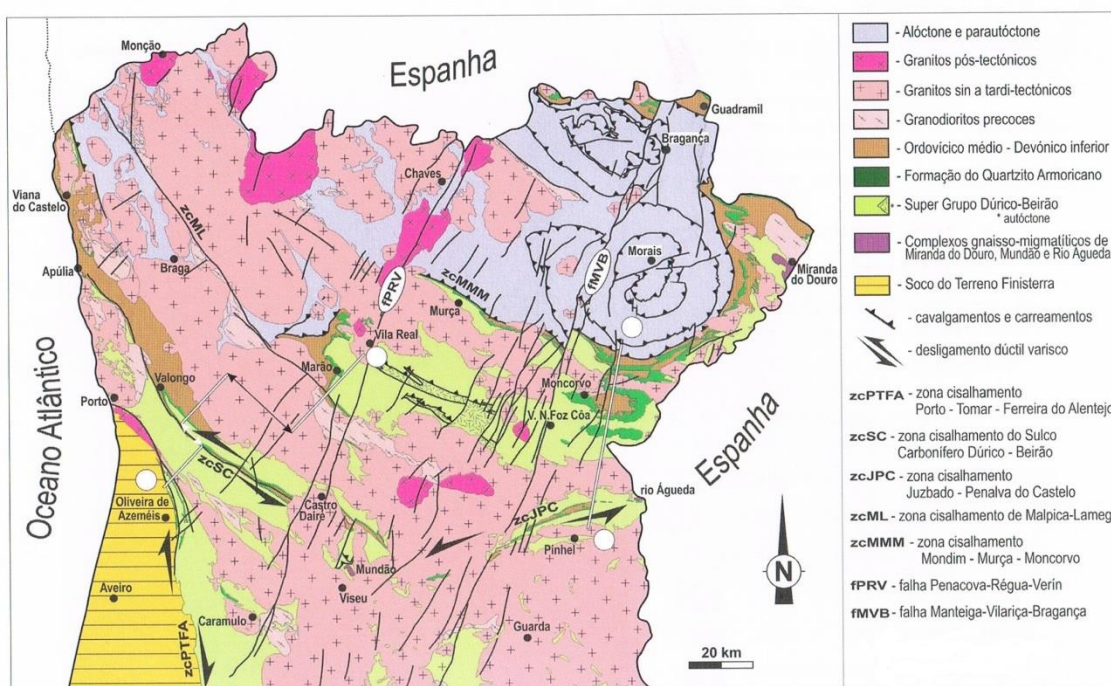 Monção
Espanha
Guadramil
Bragança
Chaves
Viana
do Castelo
zcML
Braga
Morais
Miranda
do Douro
Apúlia
fPRV
zcMMM
fMVB
Murça
Vila Real
Oceano Atlântico
Valongo
Marão
Moncorvo
Porto
V. N.Foz Côa
Espanha
zcSC
Oliveira de
Azeméis
Castro
Daire
zcJPC
rio Águeda
Pinhel
Mundão
Aveiro
Viseu
N
Caramulo
Guarda
zcPTFA
20 km
- Alóctone e parautóctone
- Granitos pós-tectónicos
- Granitos sin a tardi-tectónicos
- Granodioritos precoces
- Ordovícico médio - Devónico inferior
- Formação do Quartzito Armoricano
- Super Grupo Dúrico-Beirão
* autóctone
- Complexos gnaisso-migmatíticos de
Miranda do Douro, Mundão e Rio Águeda
- Soco do Terreno Finisterra
- cavalgamentos e carreamentos
- desligamento dúctil varisco
zcPTFA - zona cisalhamento
Porto - Tomar - Ferreira do Alentejo
zcSC - zona cisalhamento do Sulco
Carbonífero Dúrico - Beirão
zcJPC - zona cisalhamento
Juzbado - Penalva do Castelo
zcML - zona cisalhamento de Malpica-Lamego
zcMMM - zona cisalhamento
Mondim - Murça - Moncorvo
fPRV - falha Penacova-Régua-Verin
fMVB - falha Manteiga-Vilariça-Bragança